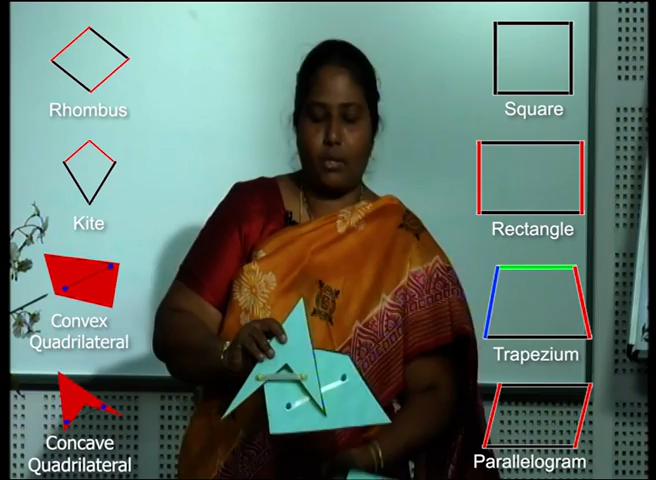 Rhombus
Kite
Convex
Quadrilateral
Concave
Quadrilateral
Square
Rectangle
Trapezium
Parallelogram